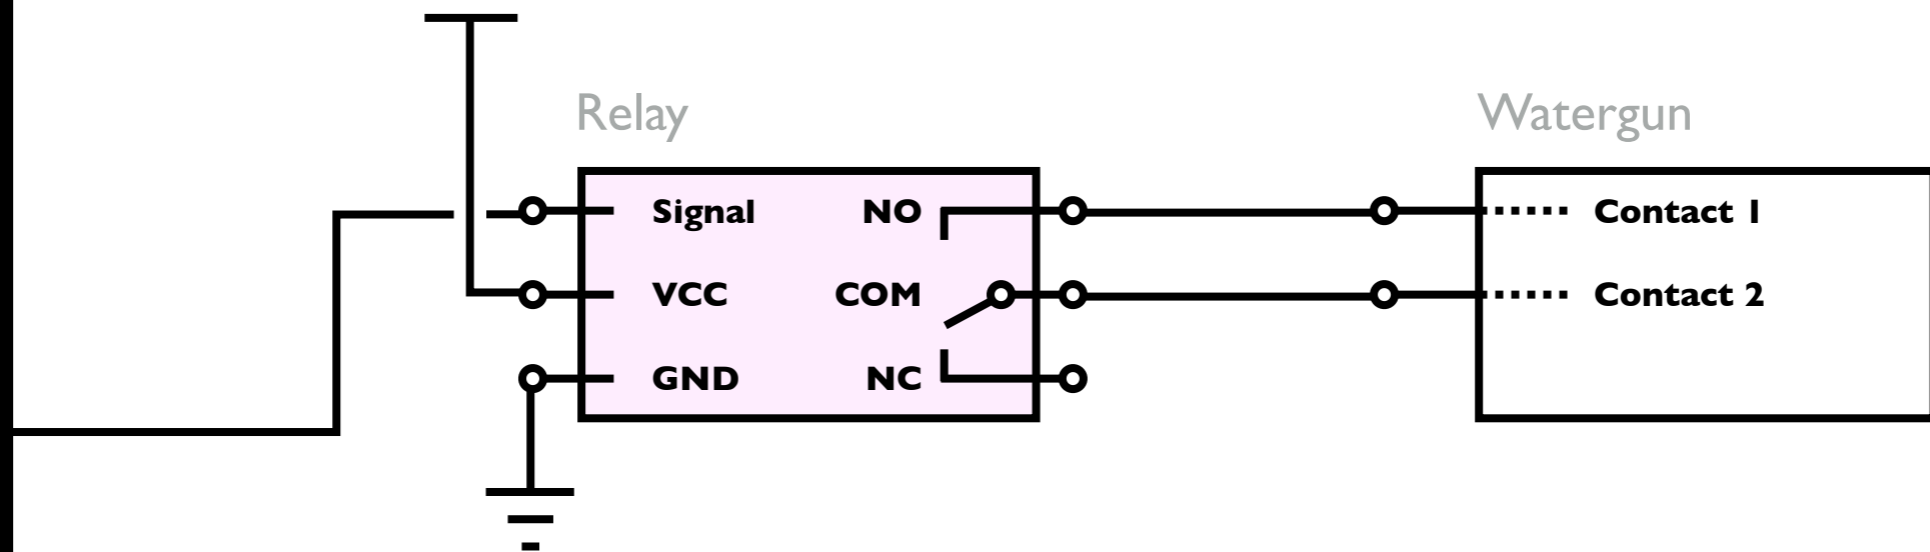 Relay
Watergun
Signal NO
VCC COM
GND NC
Contact 1
Contact 2